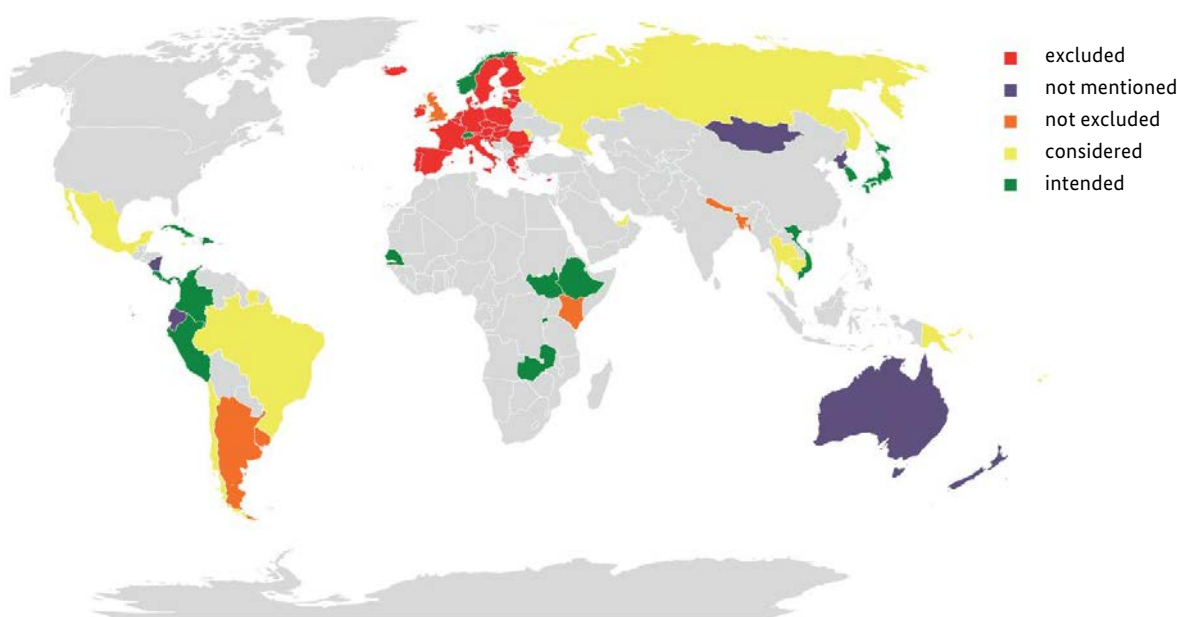 excluded
not mentioned
not excluded
considered
intended